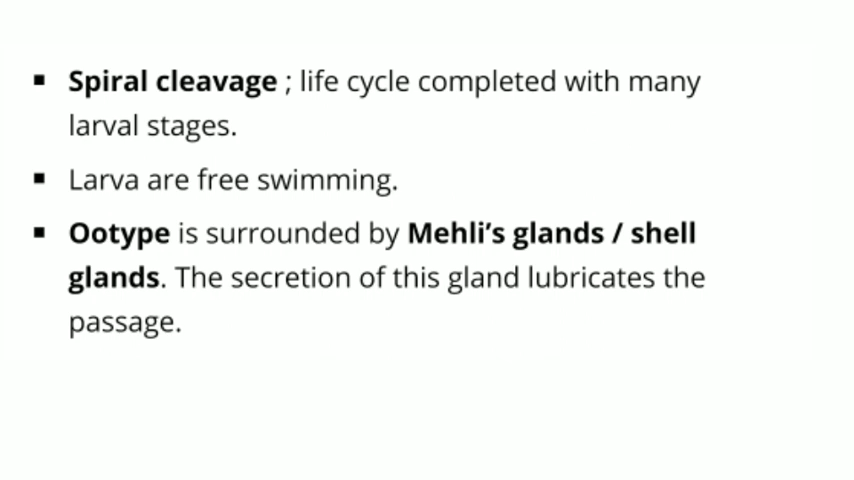 ▪ Spiral cleavage ; life cycle completed with many
larval stages.
▪ Larva are free swimming.
▪ Ootype is surrounded by Mehli’s glands / shell
glands. The secretion of this gland lubricates the
passage.